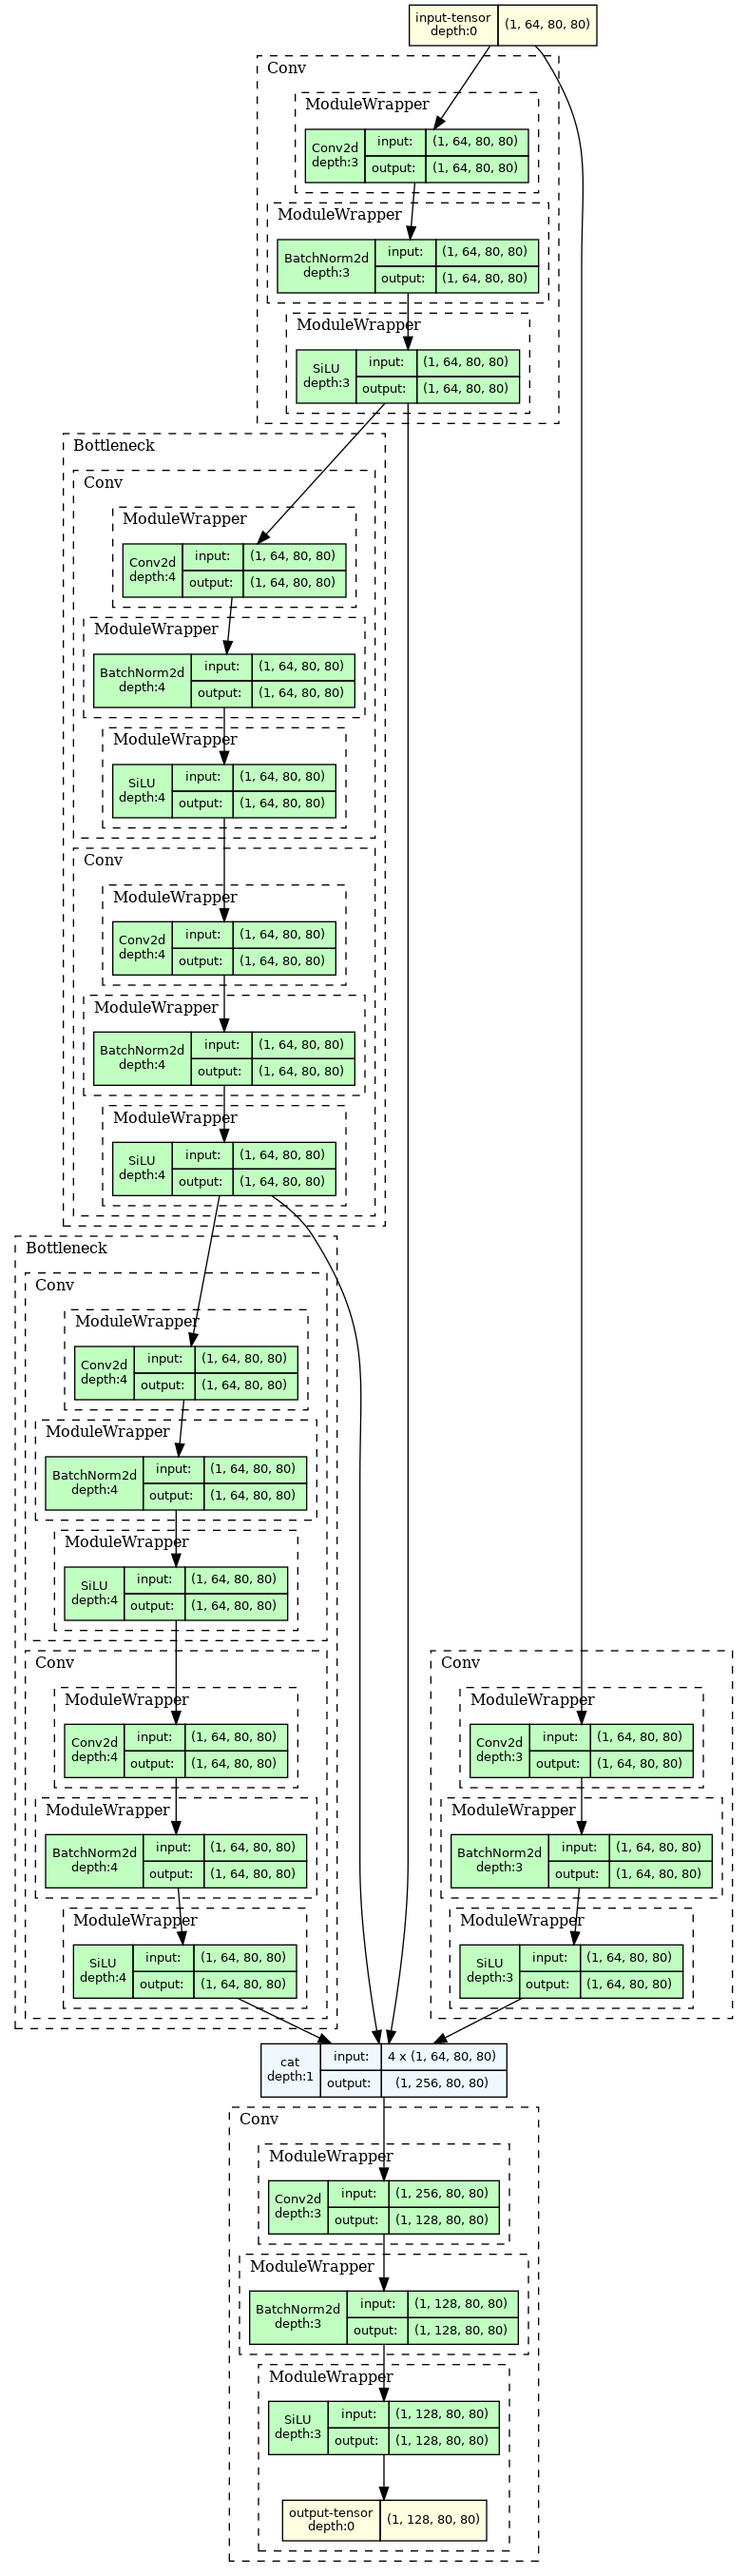 input-tensor
depth:0
(1, 64, 80, 80)
Conv
ModuleWrapper
Conv2d
depth:3
input:
(1, 64, 80, 80)
output:
(1, 64, 80, 80)
ModuleWrapper
BatchNorm2d
depth:3
input:
(1, 64, 80, 80)
output:
(1, 64, 80, 80)
ModuleWrapper
SiLU
depth:3
input:
(1, 64, 80, 80)
output:
(1, 64, 80, 80)
Bottleneck
Conv
ModuleWrapper
Conv2d
depth:4
input:
(1, 64, 80, 80)
output:
(1, 64, 80, 80)
ModuleWrapper
BatchNorm2d
depth:4
input:
(1, 64, 80, 80)
output:
(1, 64, 80, 80)
ModuleWrapper
SiLU
depth:4
input:
(1, 64, 80, 80)
output:
(1, 64, 80, 80)
Conv
ModuleWrapper
Conv2d
depth:4
input:
(1, 64, 80, 80)
output:
(1, 64, 80, 80)
ModuleWrapper
BatchNorm2d
depth:4
input:
(1, 64, 80, 80)
output:
(1, 64, 80, 80)
ModuleWrapper
SiLU
depth:4
input:
(1, 64, 80, 80)
output:
(1, 64, 80, 80)
Bottleneck
Conv
ModuleWrapper
Conv2d
depth:4
input:
(1, 64, 80, 80)
output:
(1, 64, 80, 80)
ModuleWrapper
BatchNorm2d
depth:4
input:
(1, 64, 80, 80)
output:
(1, 64, 80, 80)
ModuleWrapper
SiLU
depth:4
input:
(1, 64, 80, 80)
output:
(1, 64, 80, 80)
Conv
ModuleWrapper
Conv2d
depth:4
input:
(1, 64, 80, 80)
output:
(1, 64, 80, 80)
ModuleWrapper
BatchNorm2d
depth:4
input:
(1, 64, 80, 80)
output:
(1, 64, 80, 80)
ModuleWrapper
SiLU
depth:4
input:
(1, 64, 80, 80)
output:
(1, 64, 80, 80)
Conv
ModuleWrapper
Conv2d
depth:3
input:
(1, 64, 80, 80)
output:
(1, 64, 80, 80)
ModuleWrapper
BatchNorm2d
depth:3
input:
(1, 64, 80, 80)
output:
(1, 64, 80, 80)
ModuleWrapper
SiLU
depth:3
input:
(1, 64, 80, 80)
output:
(1, 64, 80, 80)
cat
depth:1
input:
4 x (1, 64, 80, 80)
output:
(1, 256, 80, 80)
Conv
ModuleWrapper
Conv2d
depth:3
input:
(1, 256, 80, 80)
output:
(1, 128, 80, 80)
ModuleWrapper
BatchNorm2d
depth:3
input:
(1, 128, 80, 80)
output:
(1, 128, 80, 80)
ModuleWrapper
SiLU
depth:3
input:
(1, 128, 80, 80)
output:
(1, 128, 80, 80)
output-tensor
depth:0
(1, 128, 80, 80)